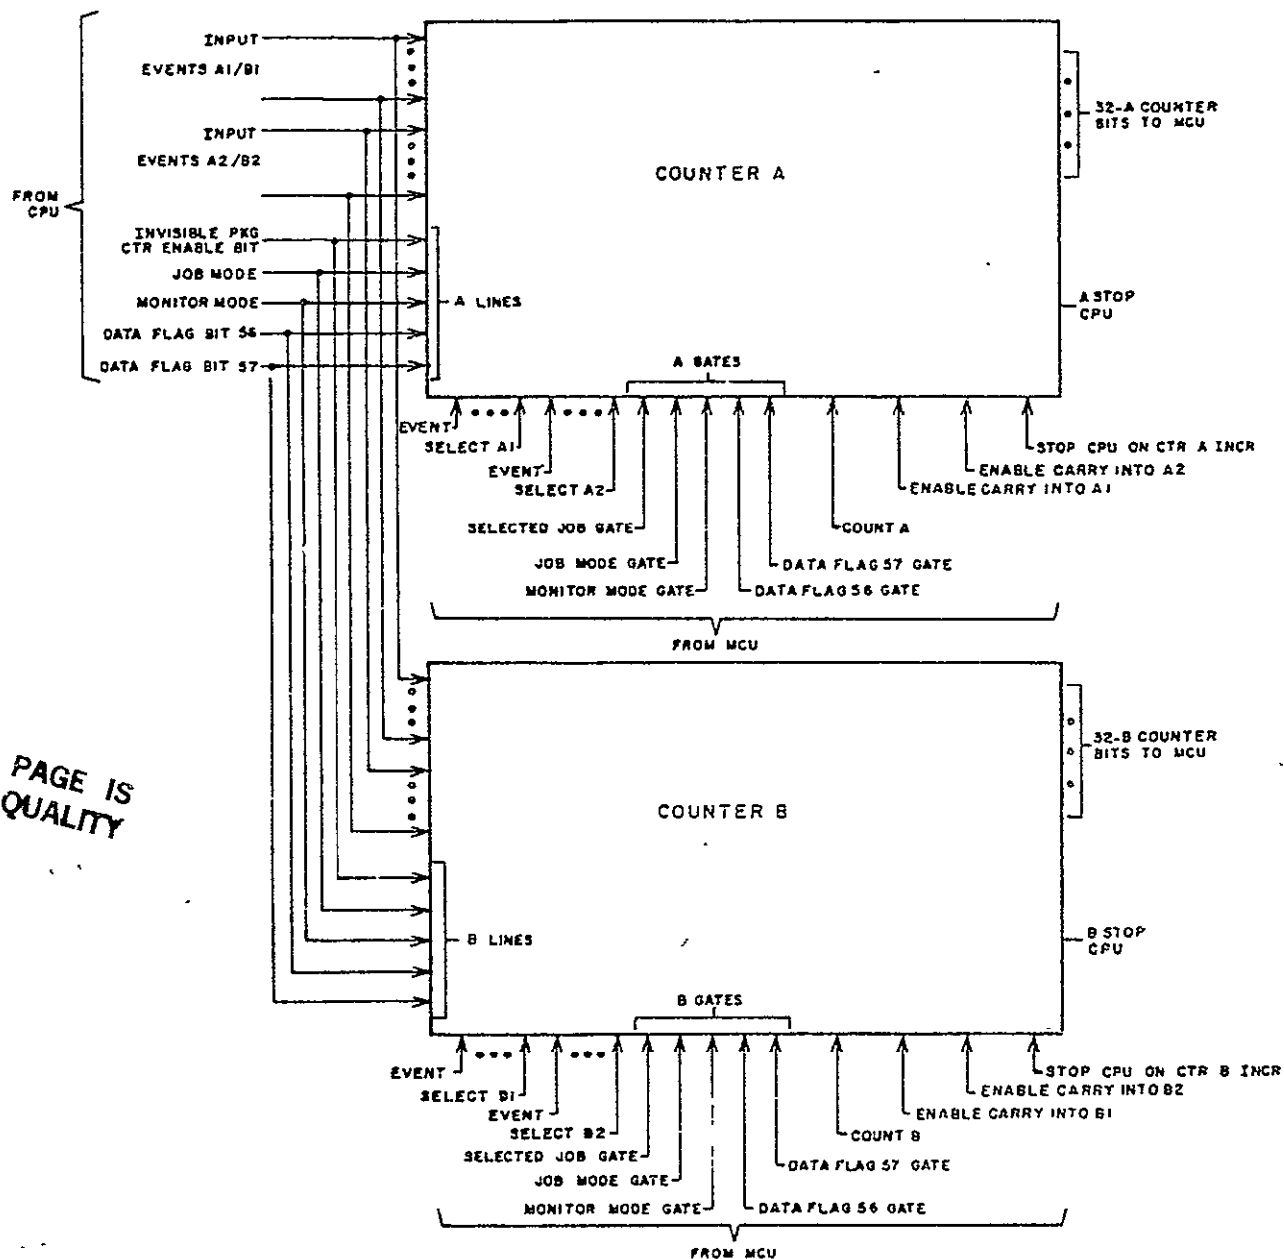 INPUT
EVENTS A1/B1
INPUT
EVENTS A2/B2
FROM
CPU
INVISIBLE PKG
CTR ENABLE BIT
JOB MODE
MONITOR MODE
DATA FLAG BIT 56
DATA FLAG BIT 57
COUNTER A
32-A COUNTER
BITS TO MCU
A LINES
A STOP
CPU
A GATES
EVENT
SELECT A1
EVENT
SELECT A2
SELECTED JOB GATE
JOB MODE GATE
MONITOR MODE GATE
DATA FLAG 56 GATE
DATA FLAG 57 GATE
COUNT A
ENABLE CARRY INTO A1
ENABLE CARRY INTO A2
STOP CPU ON CTR A INCR
FROM MCU
PAGE IS
QUALITY
COUNTER B
32-B COUNTER
BITS TO MCU
B LINES
B STOP
CPU
B GATES
EVENT
SELECT B1
EVENT
SELECT B2
SELECTED JOB GATE
JOB MODE GATE
MONITOR MODE GATE
DATA FLAG 56 GATE
DATA FLAG 57 GATE
COUNT B
ENABLE CARRY INTO B1
ENABLE CARRY INTO B2
STOP CPU ON CTR B INCR
FROM MCU